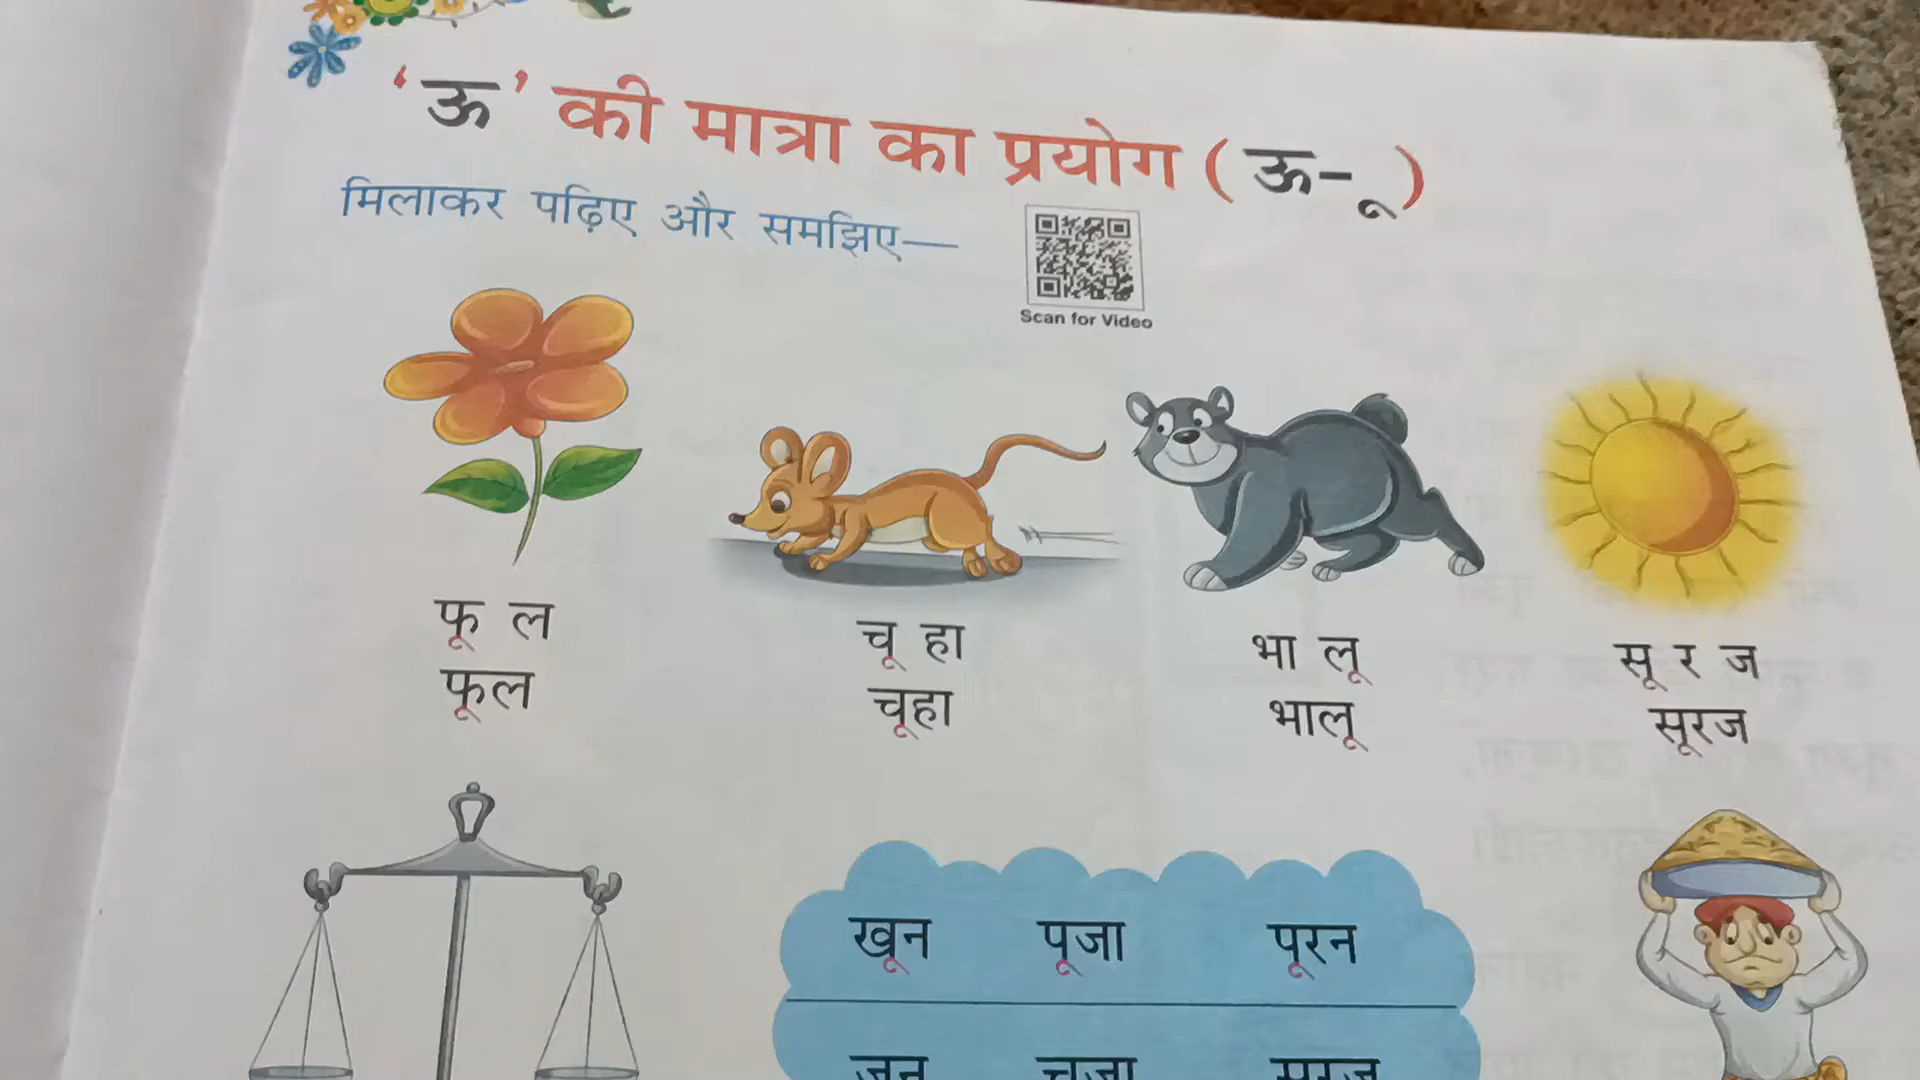 ‘ऊ’ की मात्रा का प्रयोग ( ऊ– ू )
मिलाकर पढ़िए और समझिए—
Scan for Video
फू ल चू हा भा लू सू र ज
फूल चूहा भालू सूरज
खून पूजा पूरन